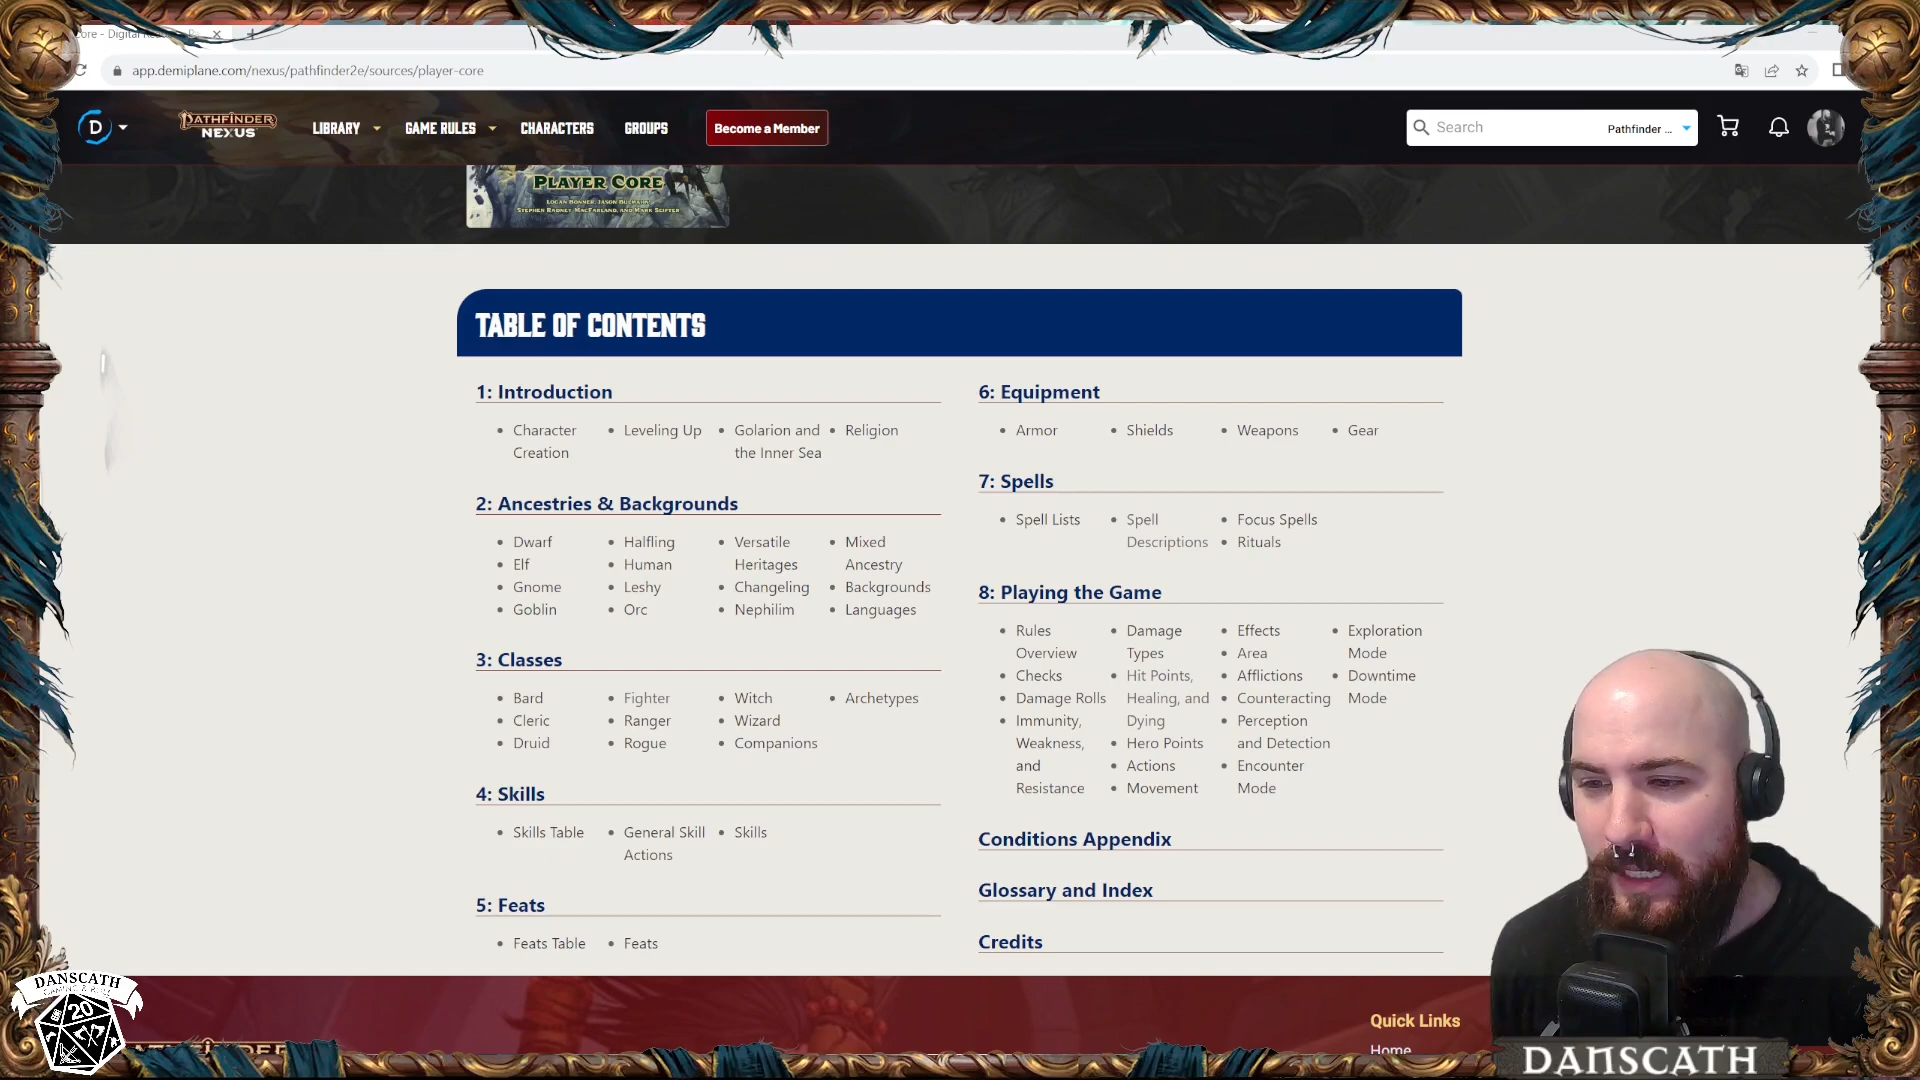 app.demiplane.com/nexus/pathfinder2e/sources/player-core
D
PATHFINDER
NEXUS
LIBRARY
GAME RULES
CHARACTERS
GROUPS
Become a Member
Search
Pathfinder ...
PLAYER CORE
TABLE OF CONTENTS
1: Introduction
Character Creation
Leveling Up
Golarion and the Inner Sea
Religion
2: Ancestries & Backgrounds
Dwarf
Elf
Gnome
Goblin
Halfling
Human
Leshy
Orc
Versatile Heritages
Changeling
Nephilim
Mixed Ancestry
Backgrounds
Languages
3: Classes
Bard
Cleric
Druid
Fighter
Ranger
Rogue
Witch
Wizard
Companions
Archetypes
4: Skills
Skills Table
General Skill Actions
Skills
5: Feats
Feats Table
Feats
6: Equipment
Armor
Shields
Weapons
Gear
7: Spells
Spell Lists
Spell Descriptions
Focus Spells
Rituals
8: Playing the Game
Rules Overview
Checks
Damage Rolls
Immunity, Weakness, and Resistance
Damage Types
Hit Points, Healing, and Dying
Hero Points
Actions
Movement
Effects
Area
Afflictions
Counteracting
Perception and Detection
Encounter Mode
Exploration Mode
Downtime Mode
Conditions Appendix
Glossary and Index
Credits
Quick Links
Home
DANSCATH
20
DANSCATH